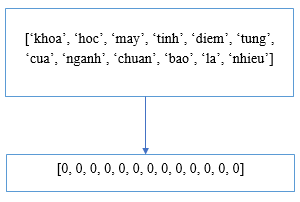 [‘khoa’, ‘hoc’, ‘may’, ‘tinh’, ‘diem’, ‘tung’,
‘cua’, ‘nganh’, ‘chuan’, ‘bao’, ‘la’, ‘nhieu’]
[0, 0, 0, 0, 0, 0, 0, 0, 0, 0, 0, 0, 0]